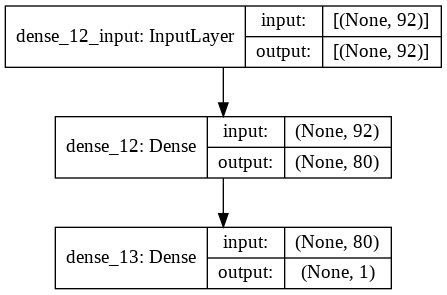 dense_12_input: InputLayer
input: [(None, 92)]
output: [(None, 92)]
dense_12: Dense
input: (None, 92)
output: (None, 80)
dense_13: Dense
input: (None, 80)
output: (None, 1)